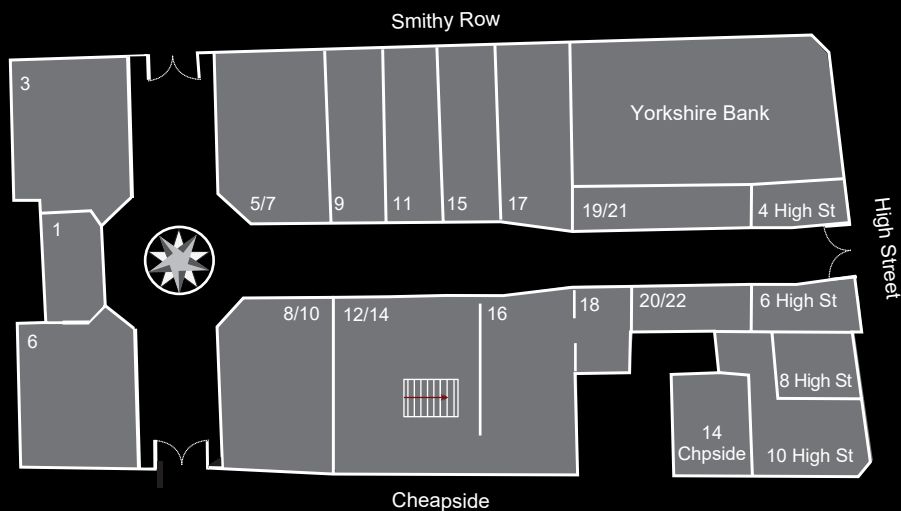 Smithy Row
3
Yorkshire Bank
5/7
9
11
15
17
19/21
4 High St
High Street
1
6
8/10
12/14
16
18
20/22
6 High St
8 High St
14
Chpside
10 High St
Cheapside